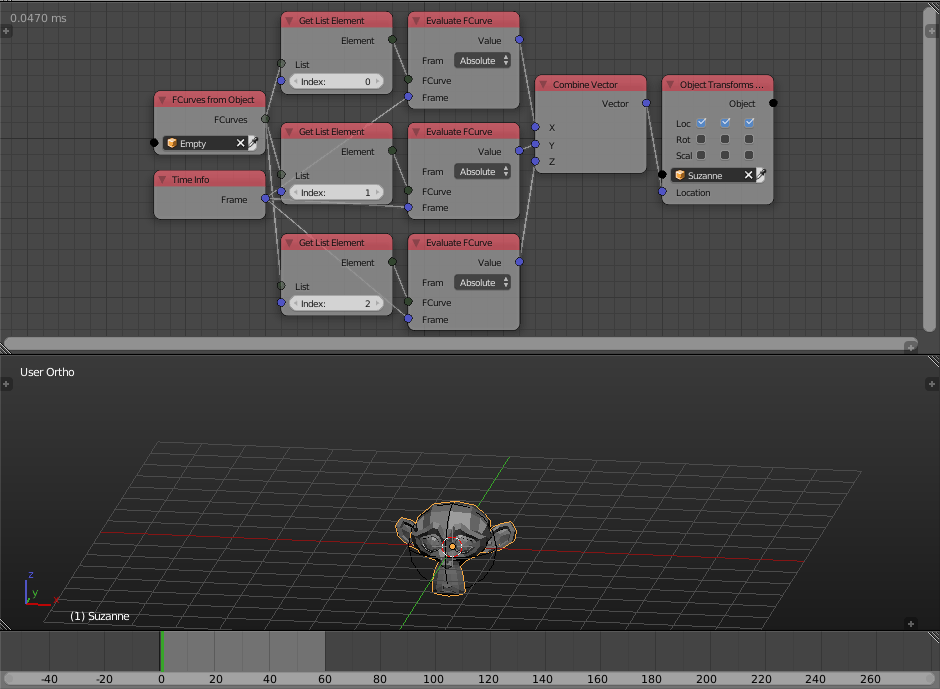 0.0470 ms
Get List Element
Element
List
Index: 0
Evaluate FCurve
Value
Fram Absolute
FCurve
Frame
FCurves from Object
FCurves
Empty
Time Info
Frame
Get List Element
Element
List
Index: 1
Evaluate FCurve
Value
Fram Absolute
FCurve
Frame
Get List Element
Element
List
Index: 2
Evaluate FCurve
Value
Fram Absolute
FCurve
Frame
Combine Vector
Vector
X
Y
Z
Object Transforms ...
Object
Loc
Rot
Scal
Suzanne
Location
User Ortho
z
y
x
(1) Suzanne
-40 -20 0 20 40 60 80 100 120 140 160 180 200 220 240 260